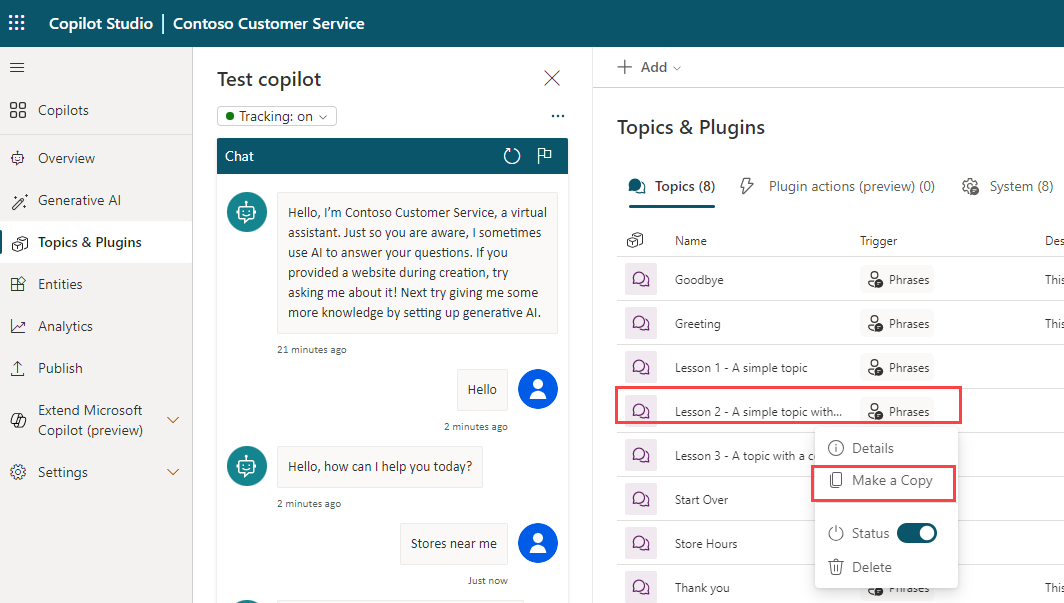 Copilot Studio | Contoso Customer Service
Copilots
Overview
Generative AI
Topics & Plugins
Entities
Analytics
Publish
Extend Microsoft
Copilot (preview)
Settings
Test copilot
Tracking: on
Chat
Hello, I'm Contoso Customer Service, a virtual
assistant. Just so you are aware, I sometimes
use AI to answer your questions. If you
provided a website during creation, try
asking me about it! Next try giving me some
more knowledge by setting up generative AI.
21 minutes ago
Hello
2 minutes ago
Hello, how can I help you today?
2 minutes ago
Stores near me
Just now
Add
Topics & Plugins
Topics (8) Plugin actions (preview) (0) System (8)
Name Trigger Des
Goodbye Phrases This
Greeting Phrases This
Lesson 1 - A simple topic Phrases
Lesson 2 - A simple topic with... Phrases
Lesson 3 - A topic with a co
Start Over
Store Hours
Thank you Phrases This
Details
Make a Copy
Status
Delete